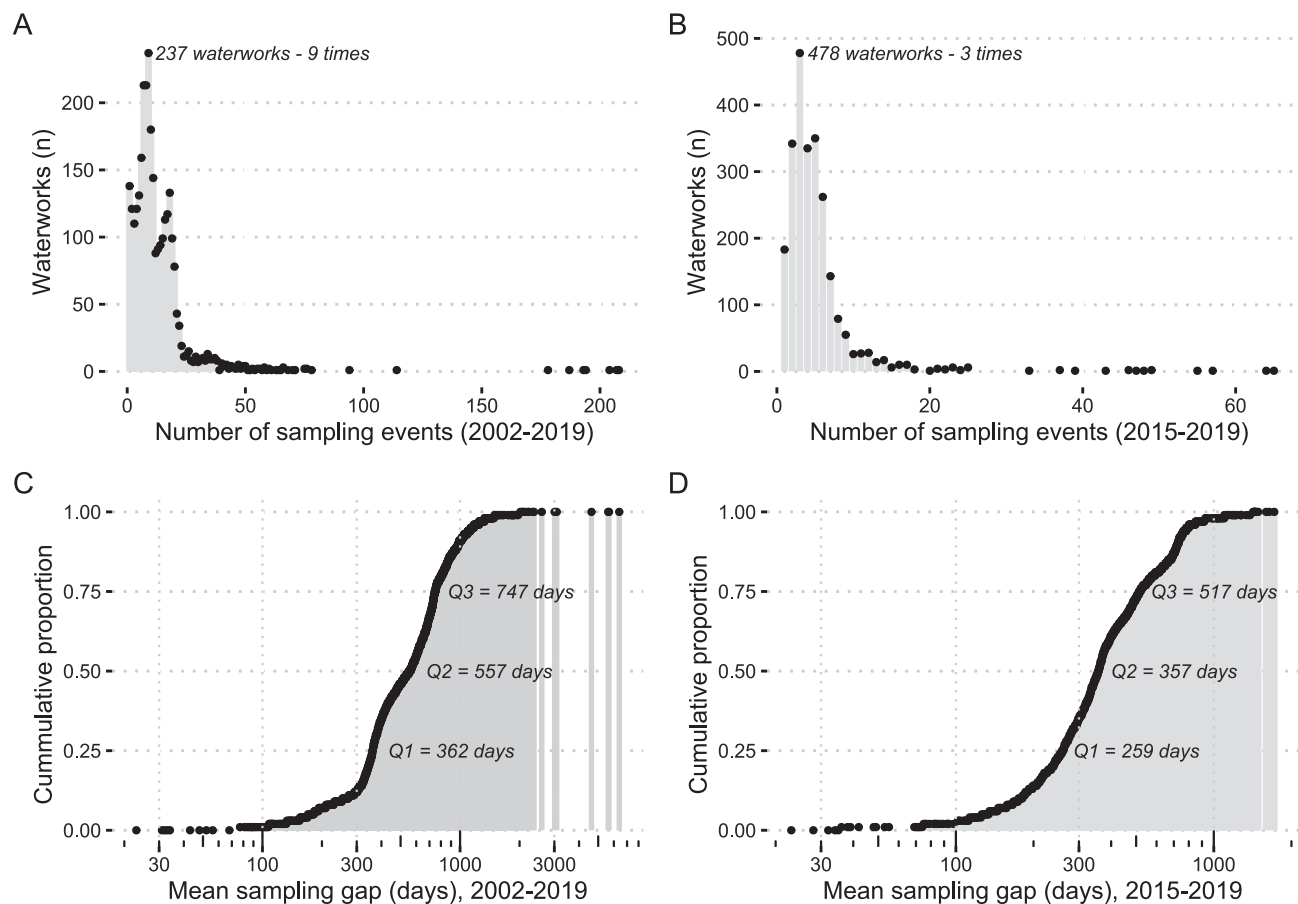 A
237 waterworks - 9 times
Waterworks (n)
200
150
100
50
0
0 50 100 150 200
Number of sampling events (2002-2019)
B
478 waterworks - 3 times
Waterworks (n)
500
400
300
200
100
0
0 20 40 60
Number of sampling events (2015-2019)
C
Cummulative proportion
1.00
0.75
0.50
0.25
0.00
Q3 = 747 days
Q2 = 557 days
Q1 = 362 days
30 100 300 1000 3000
Mean sampling gap (days), 2002-2019
D
Cumulative proportion
1.00
0.75
0.50
0.25
0.00
Q3 = 517 days
Q2 = 357 days
Q1 = 259 days
30 100 300 1000
Mean sampling gap (days), 2015-2019